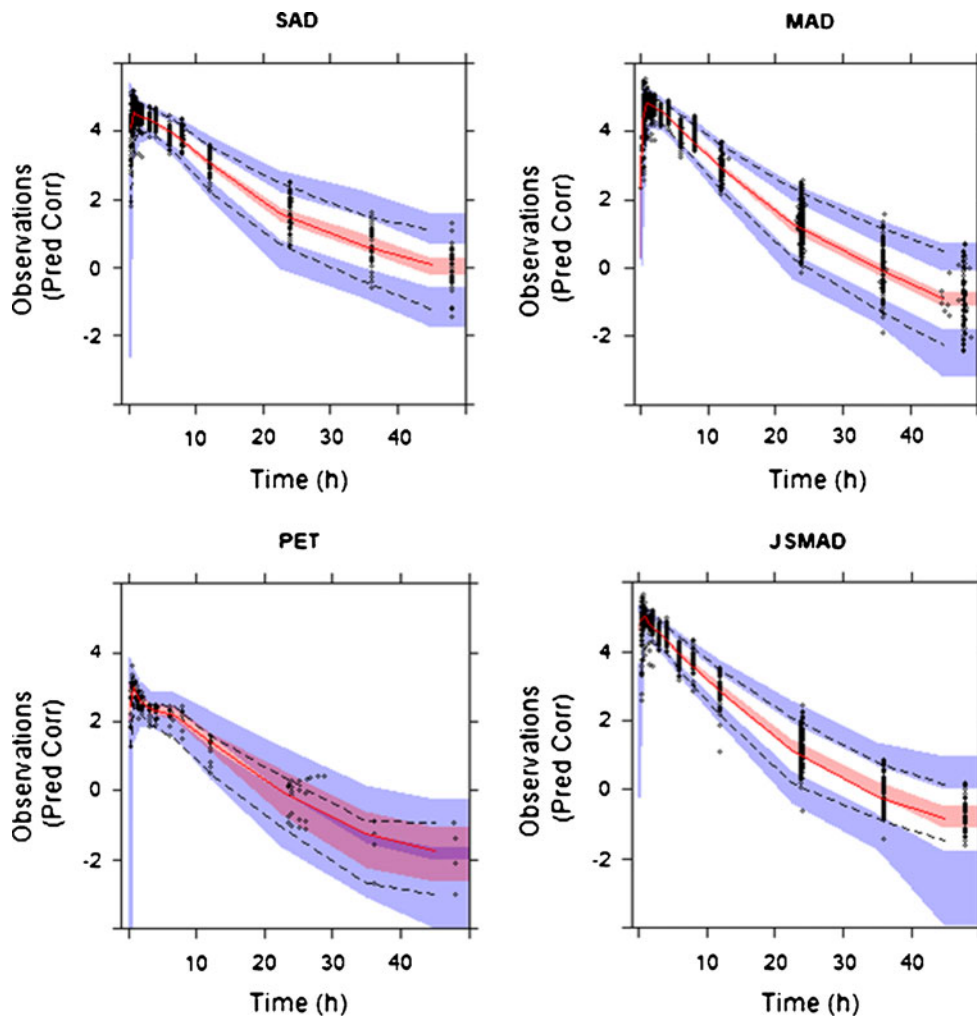 SAD
4
2
0
-2
Observations
(Pred Corr)
10 20 30 40
Time (h)
MAD
4
2
0
-2
Observations
(Pred Corr)
10 20 30 40
Time (h)
PET
4
2
0
-2
Observations
(Pred Corr)
10 20 30 40
Time (h)
JSMAD
4
2
0
-2
Observations
(Pred Corr)
10 20 30 40
Time (h)